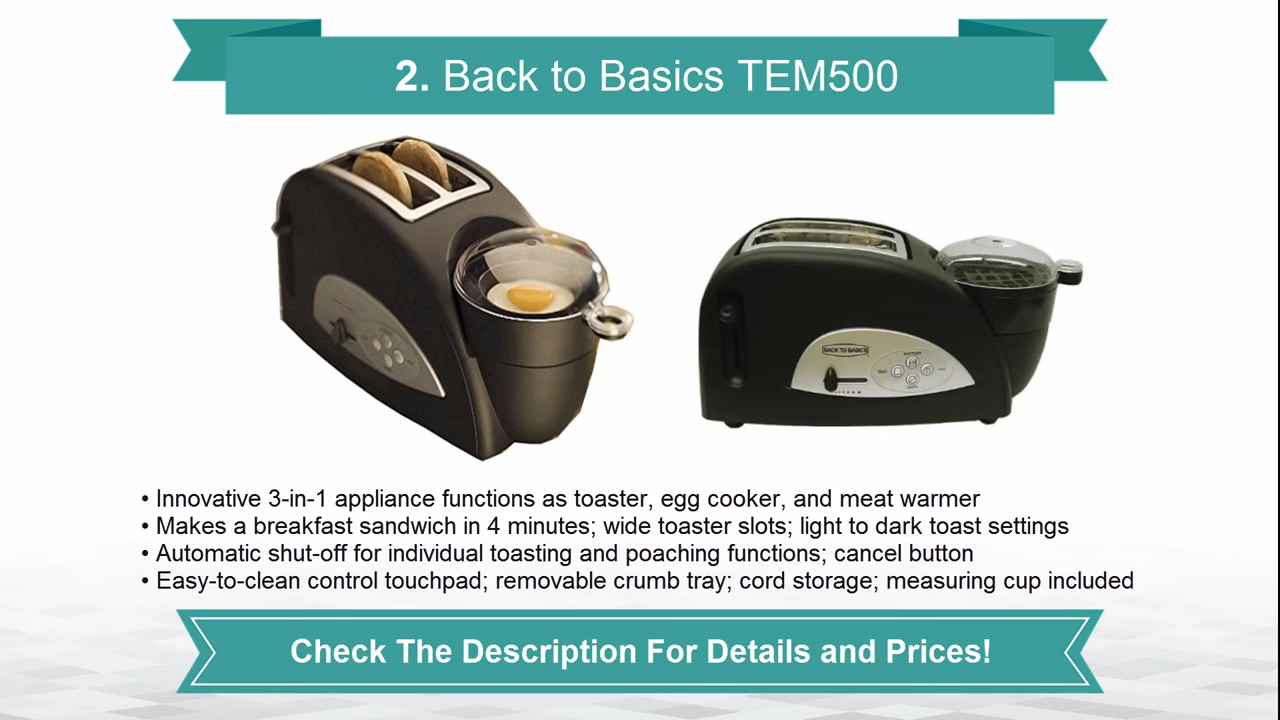 2. Back to Basics TEM500
BACK TO BASICS
• Innovative 3-in-1 appliance functions as toaster, egg cooker, and meat warmer
• Makes a breakfast sandwich in 4 minutes; wide toaster slots; light to dark toast settings
• Automatic shut-off for individual toasting and poaching functions; cancel button
• Easy-to-clean control touchpad; removable crumb tray; cord storage; measuring cup included
Check The Description For Details and Prices!